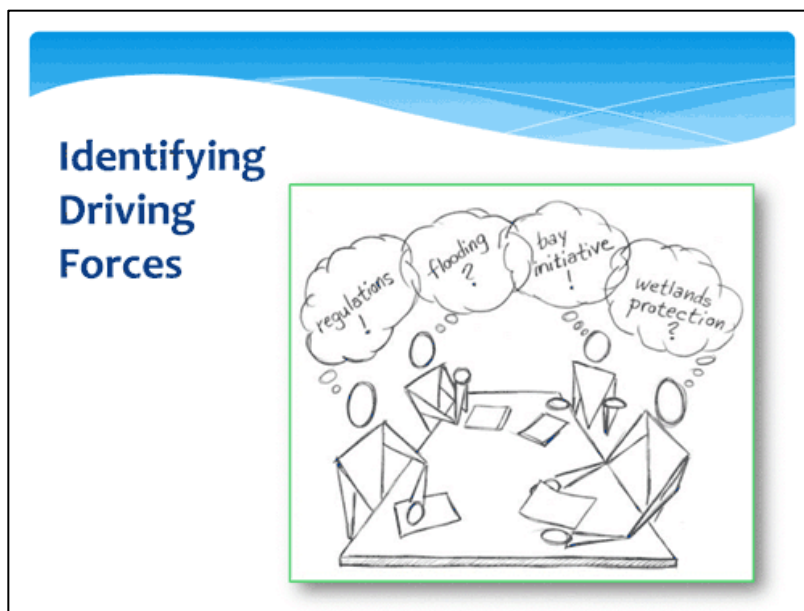 Identifying
Driving
Forces
regulations
!
flooding
?
bay
initiative
!
wetlands
protection
?